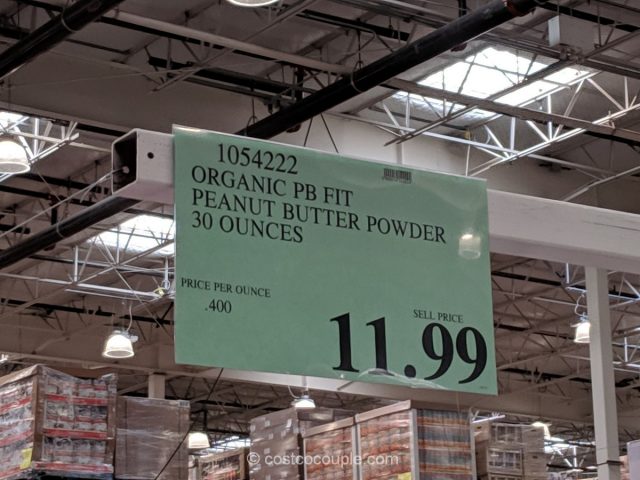 1054222
ORGANIC PB FIT
PEANUT BUTTER POWDER
30 OUNCES
PRICE PER OUNCE
.400
SELL PRICE
11.99
© costcocouple.com